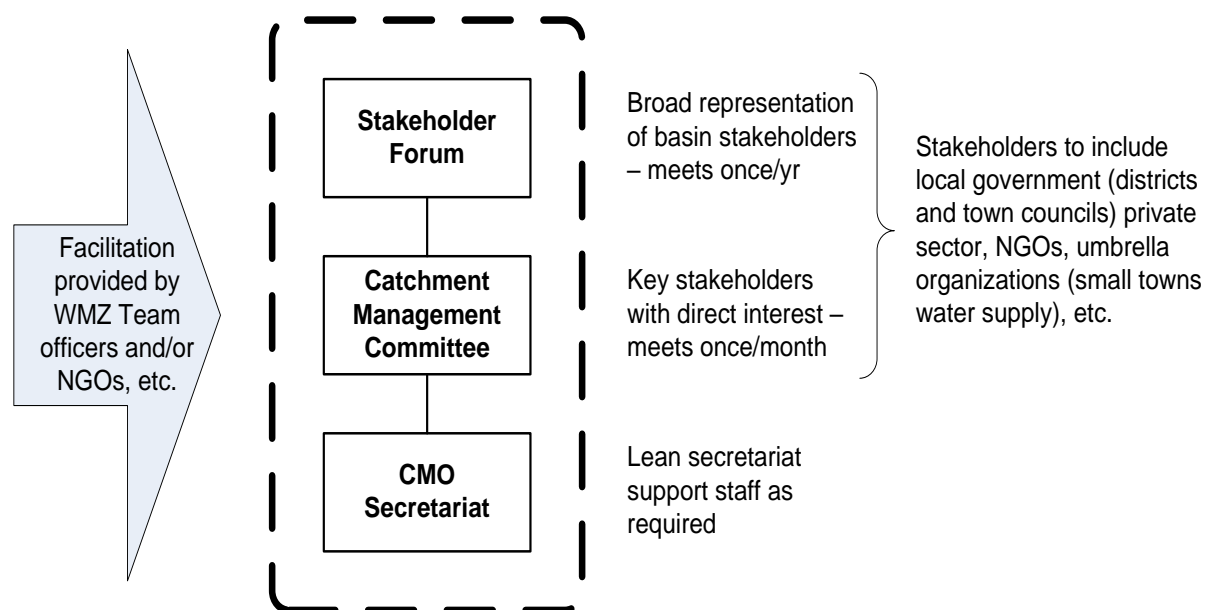 Facilitation
provided by
WMZ Team
officers and/or
NGOs, etc.
Stakeholder
Forum
Catchment
Management
Committee
CMO
Secretariat
Broad representation
of basin stakeholders
– meets once/yr
Key stakeholders
with direct interest –
meets once/month
Lean secretariat
support staff as
required
Stakeholders to include
local government (districts
and town councils) private
sector, NGOs, umbrella
organizations (small towns
water supply), etc.